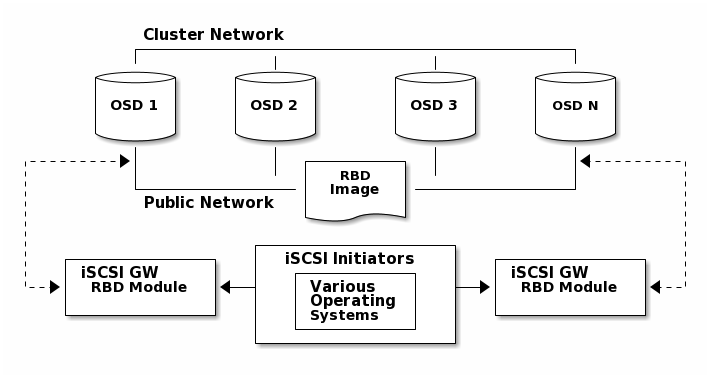 Cluster Network
OSD 1
OSD 2
OSD 3
OSD N
RBD
Image
Public Network
iSCSI GW
RBD Module
iSCSI Initiators
Various
Operating
Systems
iSCSI GW
RBD Module